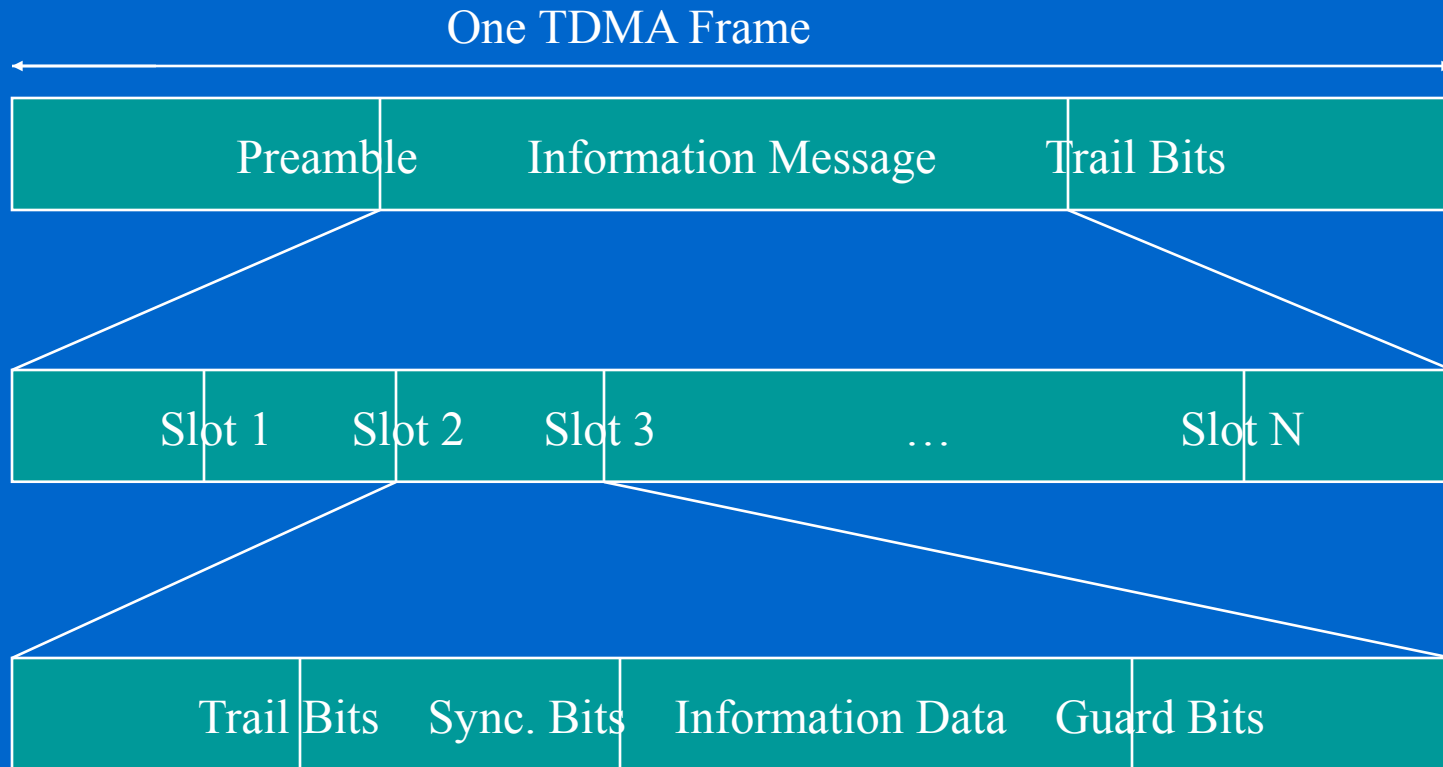 One TDMA Frame
Preamble Information Message Trail Bits
Slot 1 Slot 2 Slot 3 … Slot N
Trail Bits Sync. Bits Information Data Guard Bits